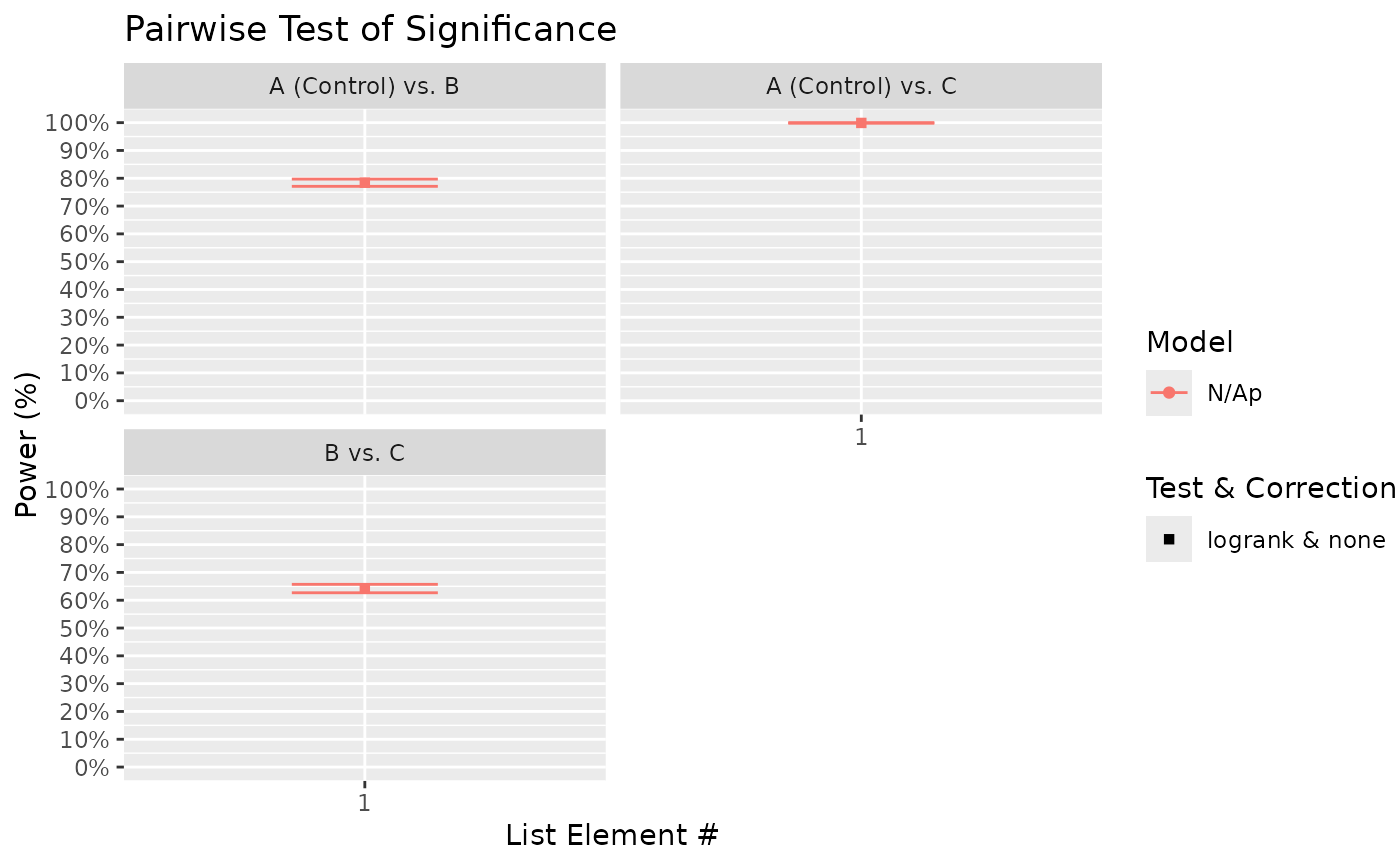 Pairwise Test of Significance
A (Control) vs. B
A (Control) vs. C
100%
90%
80%
70%
60%
50%
40%
30%
20%
10%
0%
1
B vs. C
100%
90%
80%
70%
60%
50%
40%
30%
20%
10%
0%
1
Power (%)
List Element #
Model
N/Ap
Test & Correction
logrank & none